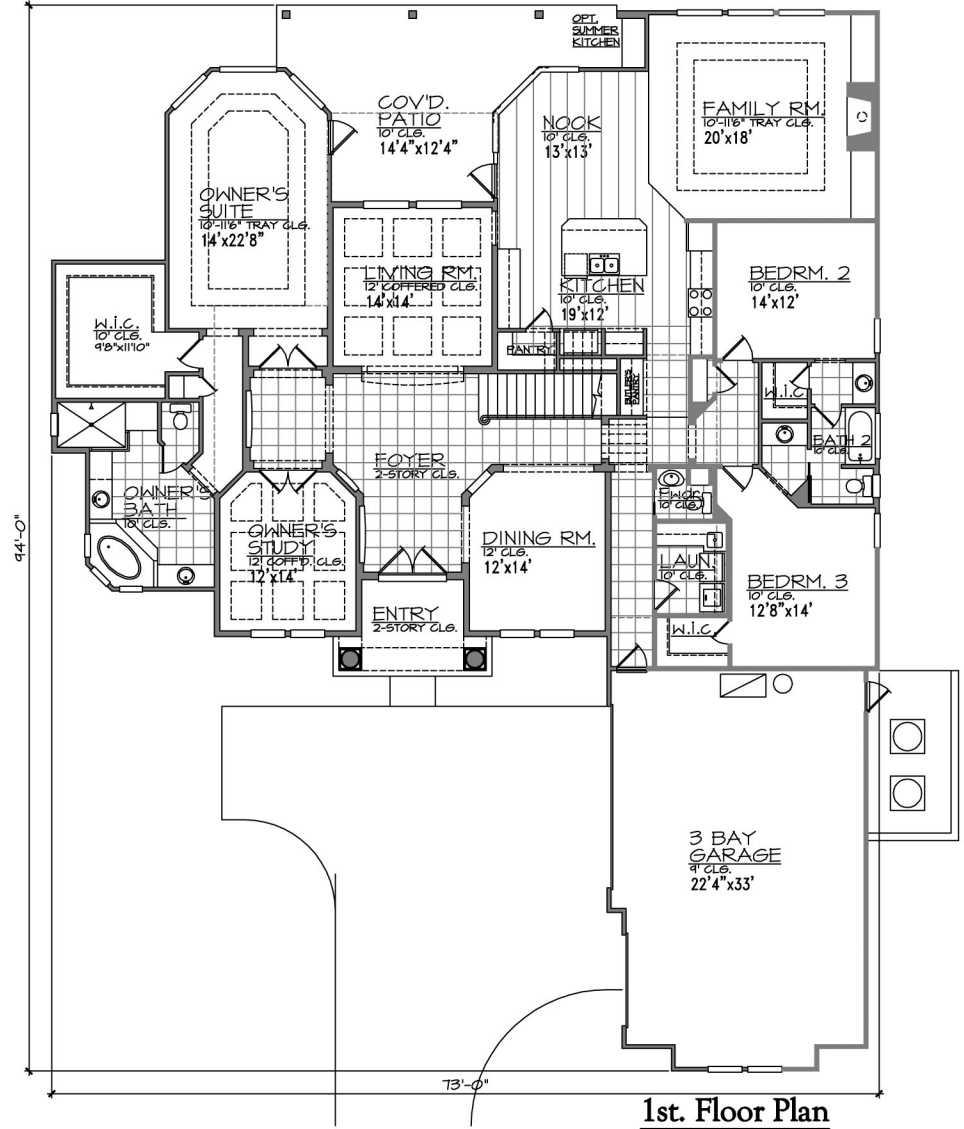 OPT.
SUMMER
KITCHEN
COV'D.
PATIO
10' CLG.
14'4"x12'4"
NOOK
10' CLG.
13'x13'
FAMILY RM.
10'-11'6" TRAY CLG.
20'x18'
OWNER'S
SUITE
10'-11'6" TRAY CLG.
14'x22'8"
LIVING RM.
12' COFFERED CLG.
14'x14'
KITCHEN
10' CLG.
19'x12'
BEDRM. 2
10' CLG.
14'x12'
W.I.C.
10' CLG.
9'8"x11'10"
PANTRY
BUTLER'S
PANTRY
W.I.C.
BATH 2
10' CLG.
FOYER
2-STORY CLG.
OWNER'S
BATH
10' CLG.
OWNER'S
STUDY
12' COFF'D. CLG.
12'x14'
DINING RM.
12' CLG.
12'x14'
PWDR.
10' CLG.
LAUN.
10' CLG.
BEDRM. 3
10' CLG.
12'8"x14'
W.I.C.
ENTRY
2-STORY CLG.
94'-0"
3 BAY
GARAGE
9' CLG.
22'4"x33'
73'-0"
1st. Floor Plan